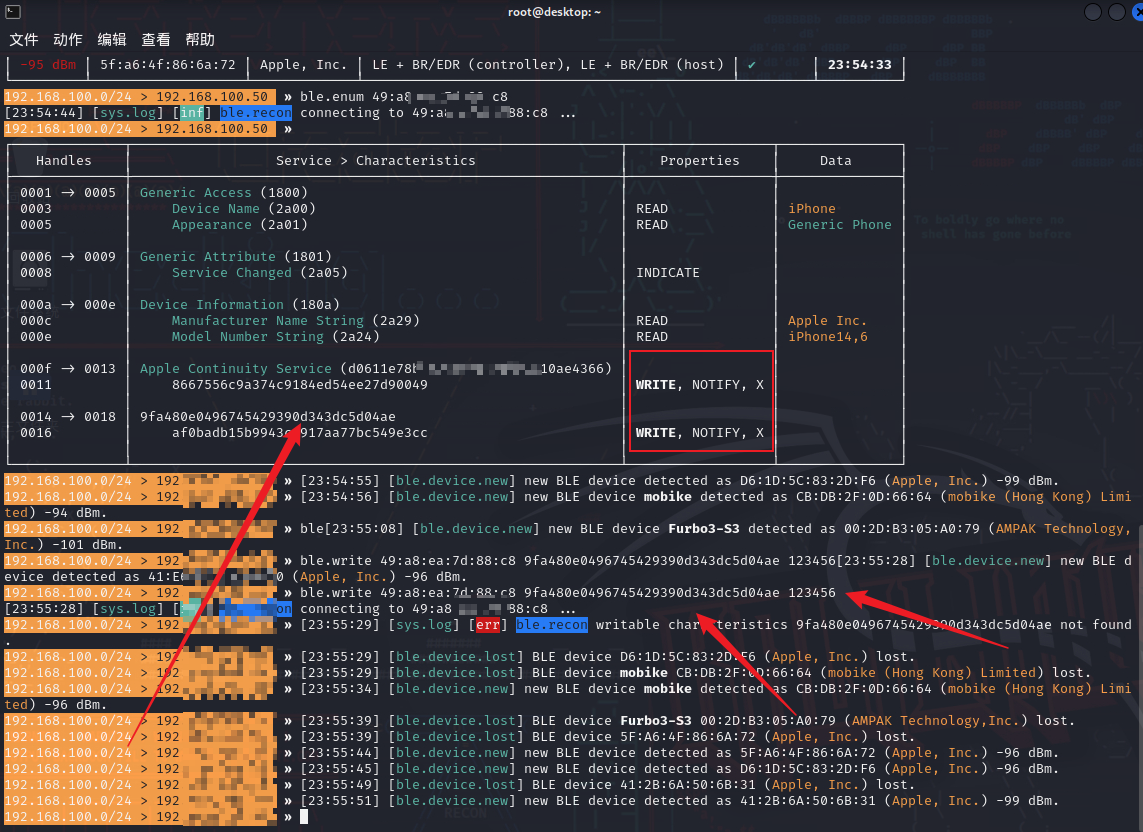 root@desktop: ~
文件 动作 编辑 查看 帮助
-95 dBm 5f:a6:4f:86:6a:72 Apple, Inc. LE + BR/EDR (controller), LE + BR/EDR (host) ✔ 23:54:33
192.168.100.0/24 > 192.168.100.50 » ble.enum 49:a8 c8
[23:54:44] [sys.log] [inf] ble.recon connecting to 49:a 88:c8 ...
192.168.100.0/24 > 192.168.100.50 »
Handles Service > Characteristics Properties Data
0001 -> 0005 Generic Access (1800)
0003 Device Name (2a00) READ iPhone
0005 Appearance (2a01) READ Generic Phone
0006 -> 0009 Generic Attribute (1801)
0008 Service Changed (2a05) INDICATE
000a -> 000e Device Information (180a)
000c Manufacturer Name String (2a29) READ Apple Inc.
000e Model Number String (2a24) READ iPhone14,6
000f -> 0013 Apple Continuity Service (d0611e78 10ae4366)
0011 8667556c9a374c9184ed54ee27d90049 WRITE, NOTIFY, X
0014 -> 0018 9fa480e0496745429390d343dc5d04ae
0016 af0badb15b9943 917aa77bc549e3cc WRITE, NOTIFY, X
192.168.100.0/24 > 192 » [23:54:55] [ble.device.new] new BLE device detected as D6:1D:5C:83:2D:F6 (Apple, Inc.) -99 dBm.
192.168.100.0/24 > 192 » [23:54:56] [ble.device.new] new BLE device mobike detected as CB:DB:2F:0D:66:64 (mobike (Hong Kong) Limi
ted) -94 dBm.
192.168.100.0/24 > 192 » ble[23:55:08] [ble.device.new] new BLE device Furbo3-S3 detected as 00:2D:B3:05:A0:79 (AMPAK Technology,
Inc.) -101 dBm.
192.168.100.0/24 > 192 » ble.write 49:a8:ea:7d:88:c8 9fa480e0496745429390d343dc5d04ae 123456[23:55:28] [ble.device.new] new BLE d
evice detected as 41:E 0 (Apple, Inc.) -96 dBm.
192.168.100.0/24 > 192 » ble.write 49:a8:ea:7d:88:c8 9fa480e0496745429390d343dc5d04ae 123456
[23:55:28] [sys.log] on connecting to 49:a8 88:c8 ...
192.168.100.0/24 > 192 » [23:55:29] [sys.log] [err] ble.recon writable characteristics 9fa480e0496745429390d343dc5d04ae not found
.
192.168.100.0/24 > 192 » [23:55:29] [ble.device.lost] BLE device D6:1D:5C:83:2D:F6 (Apple, Inc.) lost.
192.168.100.0/24 > 192 » [23:55:29] [ble.device.lost] BLE device mobike CB:DB:2F:0D:66:64 (mobike (Hong Kong) Limited) lost.
192.168.100.0/24 > 192 » [23:55:34] [ble.device.new] new BLE device mobike detected as CB:DB:2F:0D:66:64 (mobike (Hong Kong) Limi
ted) -96 dBm.
192.168.100.0/24 > 192 » [23:55:39] [ble.device.lost] BLE device Furbo3-S3 00:2D:B3:05:A0:79 (AMPAK Technology,Inc.) lost.
192.168.100.0/24 > 192 » [23:55:39] [ble.device.lost] BLE device 5F:A6:4F:86:6A:72 (Apple, Inc.) lost.
192.168.100.0/24 > 192 » [23:55:44] [ble.device.new] new BLE device detected as 5F:A6:4F:86:6A:72 (Apple, Inc.) -96 dBm.
192.168.100.0/24 > 192 » [23:55:45] [ble.device.new] new BLE device detected as D6:1D:5C:83:2D:F6 (Apple, Inc.) -96 dBm.
192.168.100.0/24 > 192 » [23:55:49] [ble.device.lost] BLE device 41:2B:6A:50:6B:31 (Apple, Inc.) lost.
192.168.100.0/24 > 192 » [23:55:51] [ble.device.new] new BLE device detected as 41:2B:6A:50:6B:31 (Apple, Inc.) -99 dBm.
192.168.100.0/24 > 192 »
To boldly go where no
shell has gone before